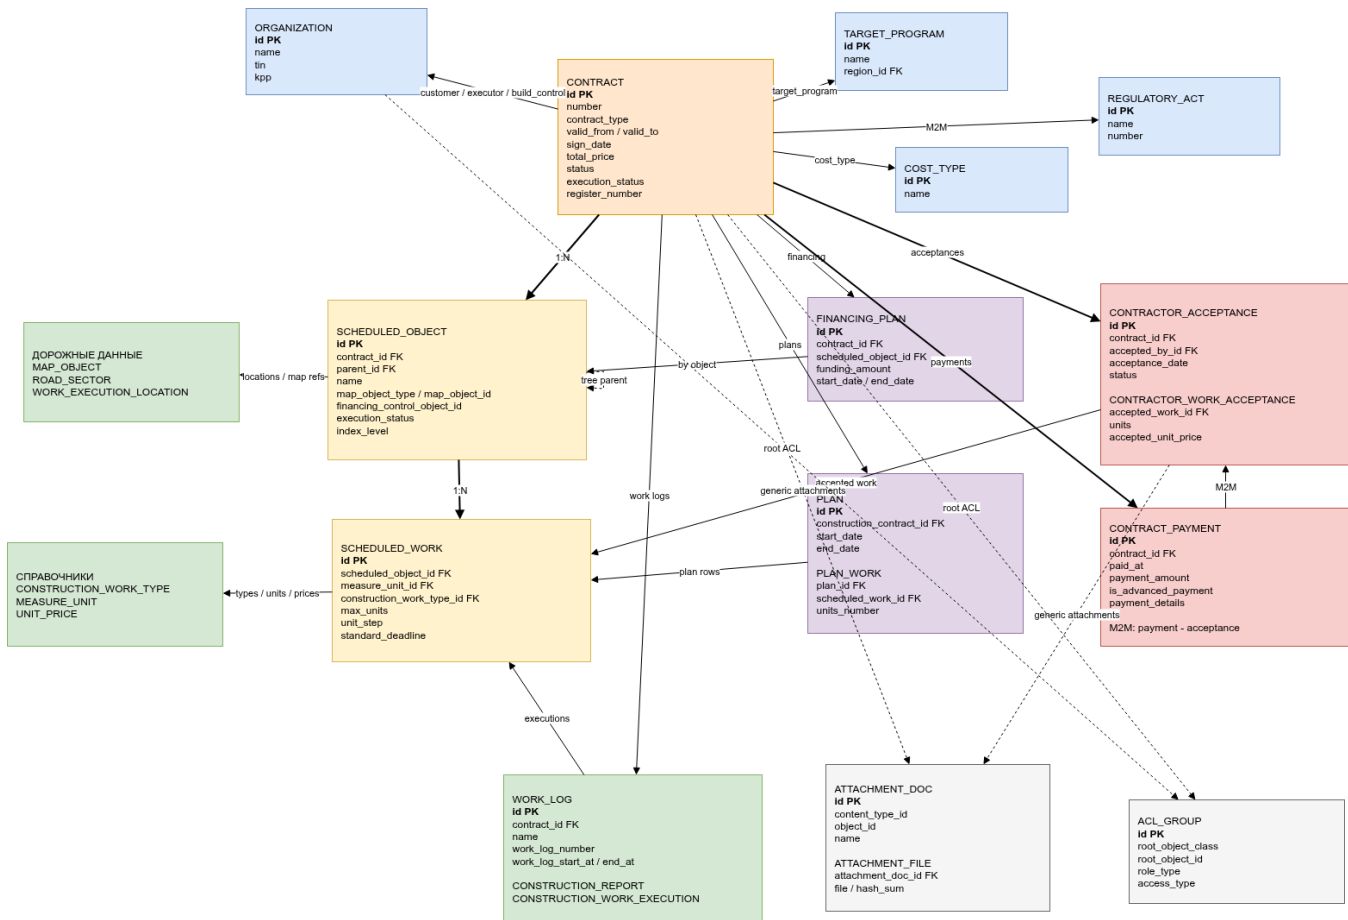 ORGANIZATION
id PK
name
tin
kpp
TARGET_PROGRAM
id PK
name
region_id FK
CONTRACT
id PK
number
contract_type
valid_from / valid_to
sign_date
total_price
status
execution_status
register_number
REGULATORY_ACT
id PK
name
number
COST_TYPE
id PK
name
customer / executor / build_control
target_program
M2M
cost_type
acceptances
financing
1:N
SCHEDULED_OBJECT
id PK
contract_id FK
parent_id FK
name
map_object_type / map_object_id
financing_control_object_id
execution_status
index_level
ДОРОЖНЫЕ ДАННЫЕ
MAP_OBJECT
ROAD_SECTOR
WORK_EXECUTION_LOCATION
locations / map refs
tree parent
by object
plans
payments
FINANCING_PLAN
id PK
contract_id FK
scheduled_object_id FK
funding_amount
start_date / end_date
CONTRACTOR_ACCEPTANCE
id PK
contract_id FK
accepted_by_id FK
acceptance_date
status
CONTRACTOR_WORK_ACCEPTANCE
accepted_work_id FK
units
accepted_unit_price
root ACL
1:N
work logs
generic attachments
accepted work
root ACL
M2M
PLAN
id PK
construction_contract_id FK
start_date
end_date
PLAN_WORK
plan_id FK
scheduled_work_id FK
units_number
CONTRACT_PAYMENT
id PK
contract_id FK
paid_at
payment_amount
is_advanced_payment
payment_details
M2M: payment - acceptance
SCHEDULED_WORK
id PK
scheduled_object_id FK
measure_unit_id FK
construction_work_type_id FK
max_units
unit_step
standard_deadline
СПРАВОЧНИКИ
CONSTRUCTION_WORK_TYPE
MEASURE_UNIT
UNIT_PRICE
types / units / prices
plan rows
generic attachments
executions
WORK_LOG
id PK
contract_id FK
name
work_log_number
work_log_start_at / end_at
CONSTRUCTION_REPORT
CONSTRUCTION_WORK_EXECUTION
ATTACHMENT_DOC
id PK
content_type_id
object_id
name
ATTACHMENT_FILE
attachment_doc_id FK
file / hash_sum
ACL_GROUP
id PK
root_object_class
root_object_id
role_type
access_type